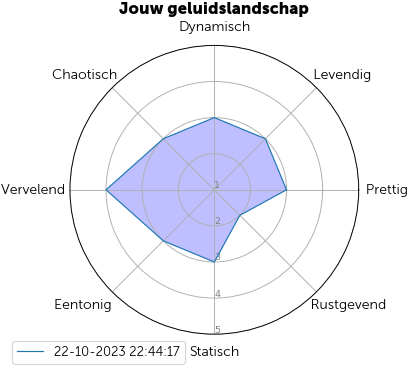 Jouw geluidslandschap
Dynamisch
Chaotisch
Levendig
Vervelend
1
Prettig
2
3
4
Eentonig
Rustgevend
5
22-10-2023 22:44:17
Statisch